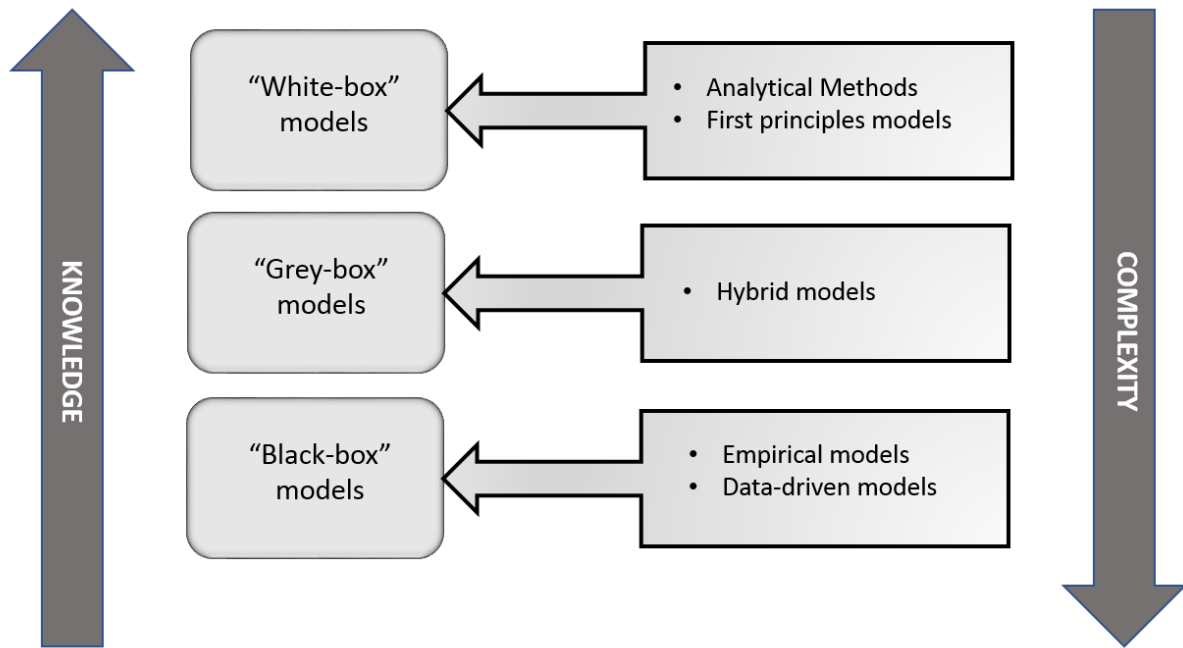 “White-box”
models
• Analytical Methods
• First principles models
“Grey-box”
models
• Hybrid models
“Black-box”
models
• Empirical models
• Data-driven models
KNOWLEDGE
COMPLEXITY